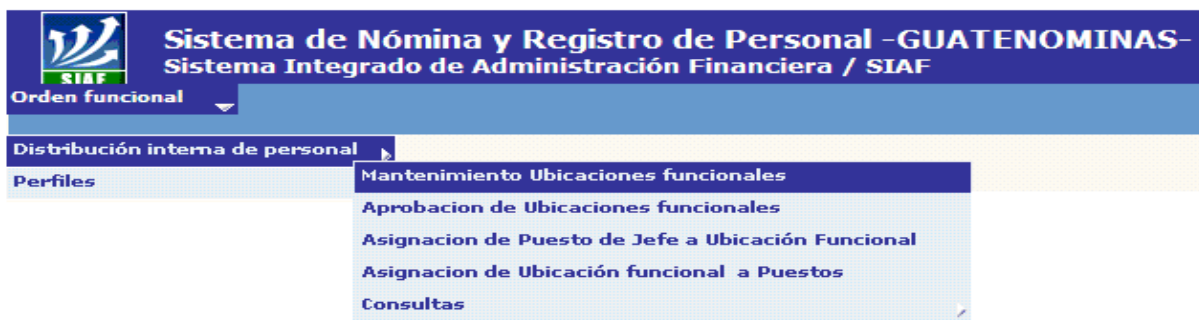 Sistema de Nómina y Registro de Personal -GUATENOMINAS-
SIAF
Sistema Integrado de Administración Financiera / SIAF
Orden funcional
Distribución interna de personal
Perfiles
Mantenimiento Ubicaciones funcionales
Aprobacion de Ubicaciones funcionales
Asignacion de Puesto de Jefe a Ubicación Funcional
Asignacion de Ubicación funcional a Puestos
Consultas